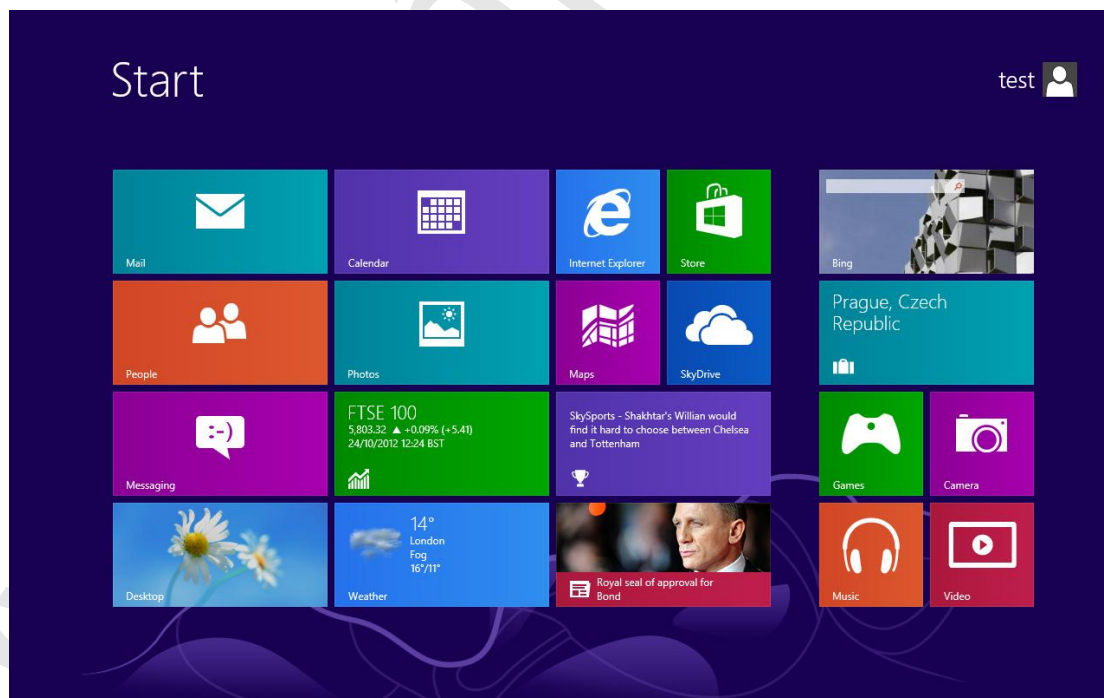 Start
test
Mail
Calendar
Internet Explorer
Store
Bing
People
Photos
Maps
SkyDrive
Prague, Czech
Republic
Messaging
FTSE 100
5,803.32 ▲ +0.09% (+5.41)
24/10/2012 12:24 BST
SkySports - Shakhtar's Willian would
find it hard to choose between Chelsea
and Tottenham
Games
Camera
Desktop
14°
London
Fog
16°/11°
Weather
Royal seal of approval for
Bond
Music
Video